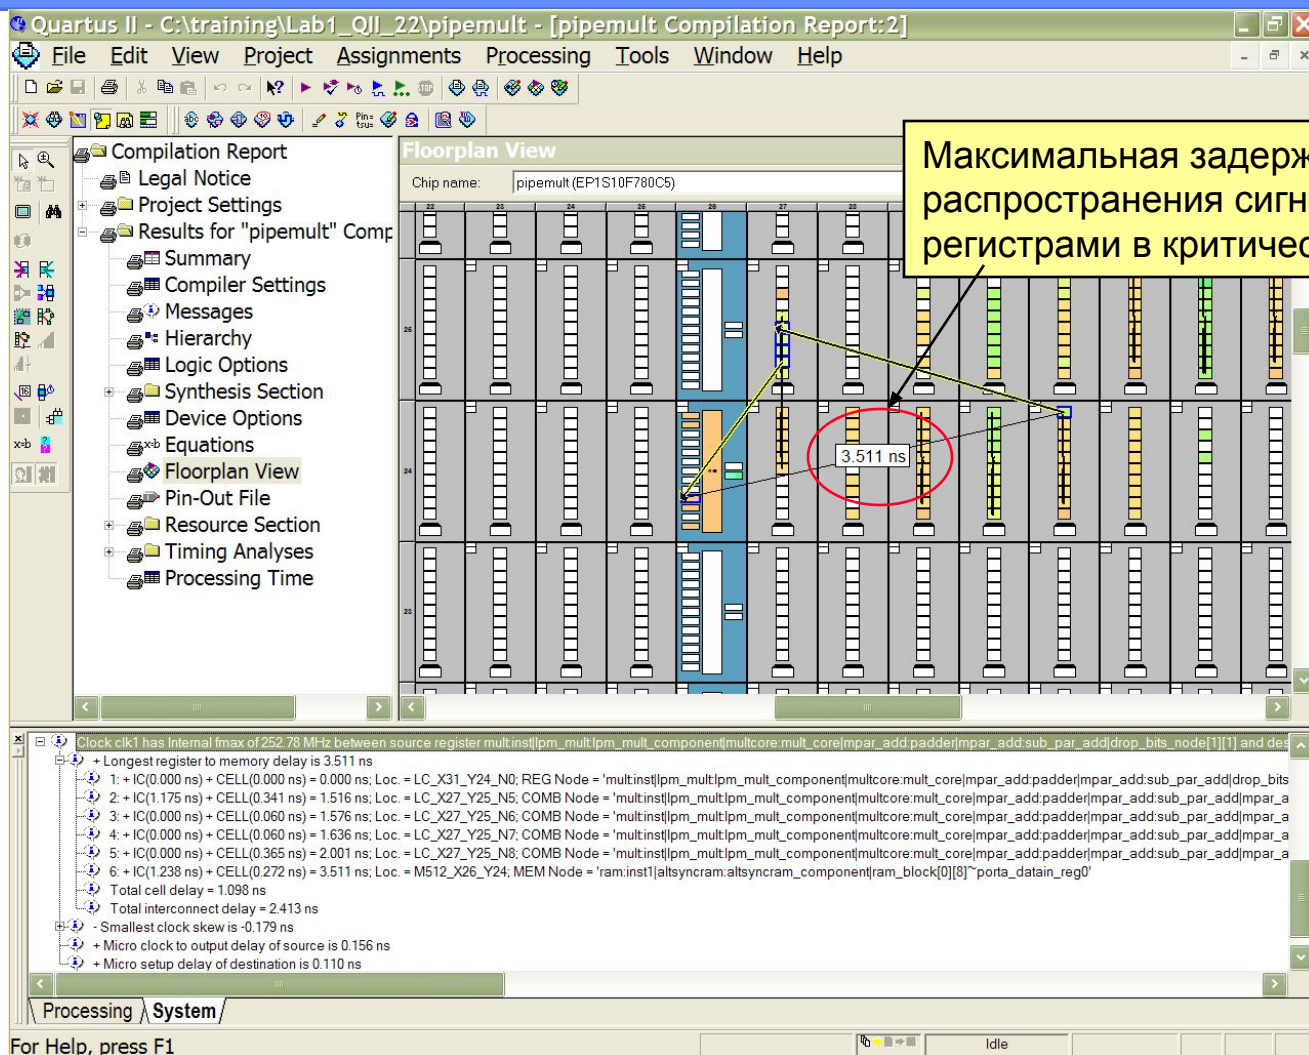 Quartus II - C:\training\Lab1_QII_22\pipemult - [pipemult Compilation Report:2]
File Edit View Project Assignments Processing Tools Window Help
Compilation Report
Legal Notice
Project Settings
Results for "pipemult" Comp
Summary
Compiler Settings
Messages
Hierarchy
Logic Options
Synthesis Section
Device Options
Equations
Floorplan View
Pin-Out File
Resource Section
Timing Analyses
Processing Time
Floorplan View
Chip name: pipemult (EP1S10F780C5)
Максимальная задерж
распространения сигн
регистрами в критичес
22 23 24 25 26 27 28
25
24
23
3.511 ns
Clock clk1 has Internal fmax of 252.78 MHz between source register mult:inst|lpm_mult:lpm_mult_component|multcore:mult_core|mpar_add:padder|mpar_add:sub_par_add|drop_bits_node[1][1] and des
+ Longest register to memory delay is 3.511 ns
1: + IC(0.000 ns) + CELL(0.000 ns) = 0.000 ns; Loc. = LC_X31_Y24_N0; REG Node = 'mult:inst|lpm_mult:lpm_mult_component|multcore:mult_core|mpar_add:padder|mpar_add:sub_par_add|drop_bits
2: + IC(1.175 ns) + CELL(0.341 ns) = 1.516 ns; Loc. = LC_X27_Y25_N5; COMB Node = 'mult:inst|lpm_mult:lpm_mult_component|multcore:mult_core|mpar_add:padder|mpar_add:sub_par_add|mpar_a
3: + IC(0.000 ns) + CELL(0.060 ns) = 1.576 ns; Loc. = LC_X27_Y25_N6; COMB Node = 'mult:inst|lpm_mult:lpm_mult_component|multcore:mult_core|mpar_add:padder|mpar_add:sub_par_add|mpar_a
4: + IC(0.000 ns) + CELL(0.060 ns) = 1.636 ns; Loc. = LC_X27_Y25_N7; COMB Node = 'mult:inst|lpm_mult:lpm_mult_component|multcore:mult_core|mpar_add:padder|mpar_add:sub_par_add|mpar_a
5: + IC(0.000 ns) + CELL(0.365 ns) = 2.001 ns; Loc. = LC_X27_Y25_N8; COMB Node = 'mult:inst|lpm_mult:lpm_mult_component|multcore:mult_core|mpar_add:padder|mpar_add:sub_par_add|mpar_a
6: + IC(1.238 ns) + CELL(0.272 ns) = 3.511 ns; Loc. = M512_X26_Y24; MEM Node = 'ram:inst1|altsyncram:altsyncram_component|ram_block[0][8]~porta_datain_reg0'
Total cell delay = 1.098 ns
Total interconnect delay = 2.413 ns
- Smallest clock skew is -0.179 ns
+ Micro clock to output delay of source is 0.156 ns
+ Micro setup delay of destination is 0.110 ns
Processing System
For Help, press F1
Idle